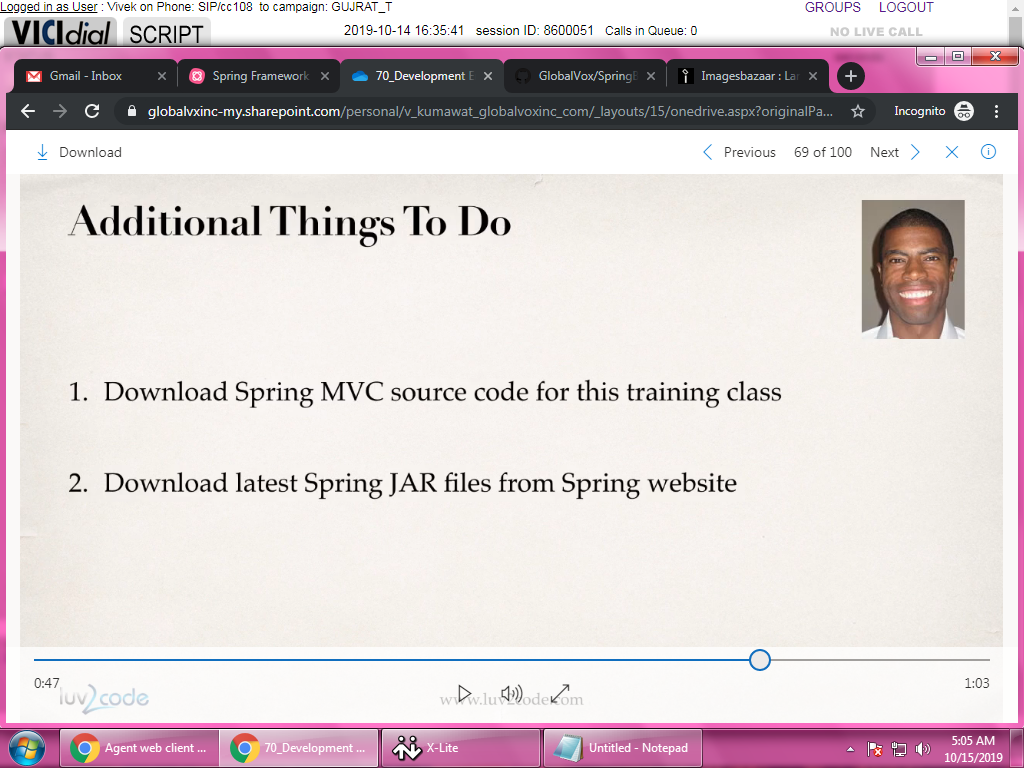 Logged in as User : Vivek on Phone: SIP/cc108 to campaign: GUJRAT_T
GROUPS LOGOUT
VICIdial SCRIPT
2019-10-14 16:35:41 session ID: 8600051 Calls in Queue: 0
NO LIVE CALL
Gmail - Inbox
Spring Framework
70_Development E
GlobalVox/SpringB
Imagesbazaar : Lar
globalvxinc-my.sharepoint.com/personal/v_kumawat_globalvoxinc_com/_layouts/15/onedrive.aspx?originalPa...
Incognito
Download
Previous 69 of 100 Next
Additional Things To Do
1. Download Spring MVC source code for this training class
2. Download latest Spring JAR files from Spring website
0:47
1:03
luv2code
www.luv2code.com
Agent web client ...
70_Development ...
X-Lite
Untitled - Notepad
5:05 AM
10/15/2019